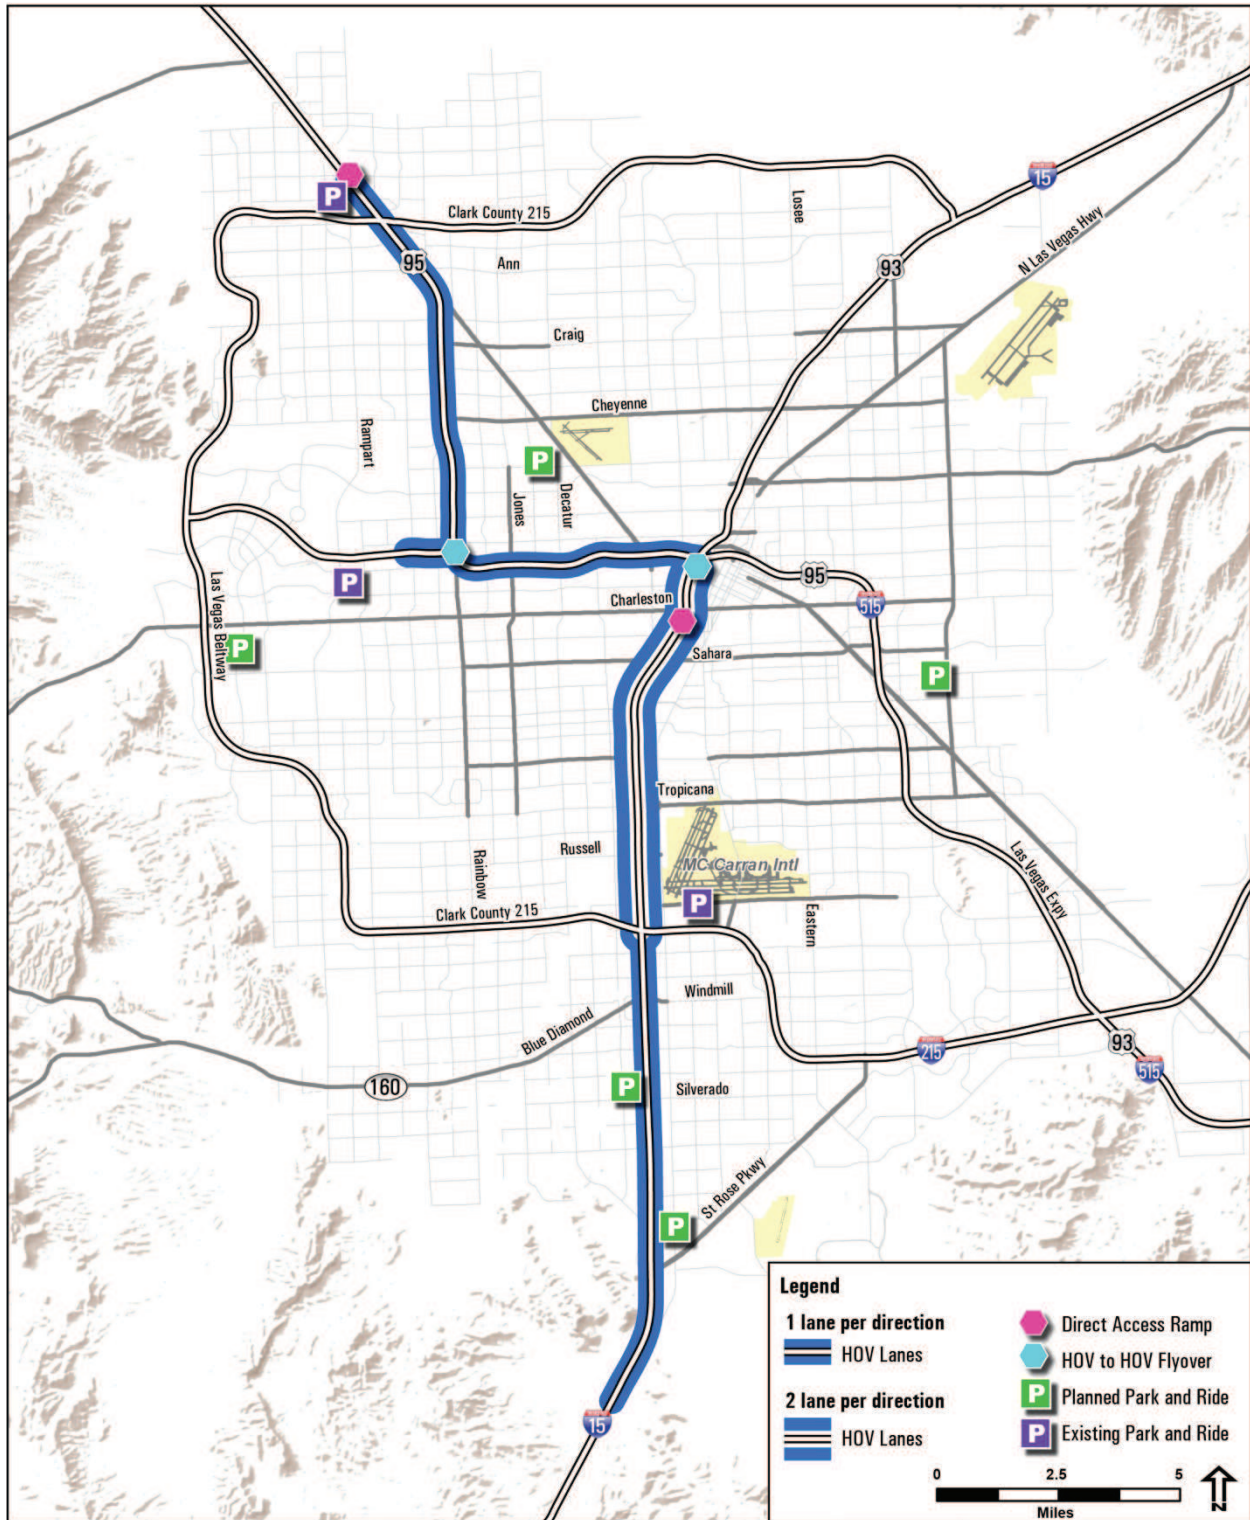 15
Clark County 215
Losee
N Las Vegas Hwy
95
Ann
93
Craig
Cheyenne
Rampart
P
P
Jones
Decatur
P
95
Las Vegas Beltway
Charleston
515
P
Sahara
P
Tropicana
Russell
MC Carran Intl
Rainbow
P
Eastern
Las Vegas Expy
Clark County 215
Windmill
Blue Diamond
215
93
515
160
P
Silverado
St Rose Pkwy
P
15
Legend
1 lane per direction
HOV Lanes
2 lane per direction
HOV Lanes
Direct Access Ramp
HOV to HOV Flyover
P Planned Park and Ride
P Existing Park and Ride
0 2.5 5
Miles
N